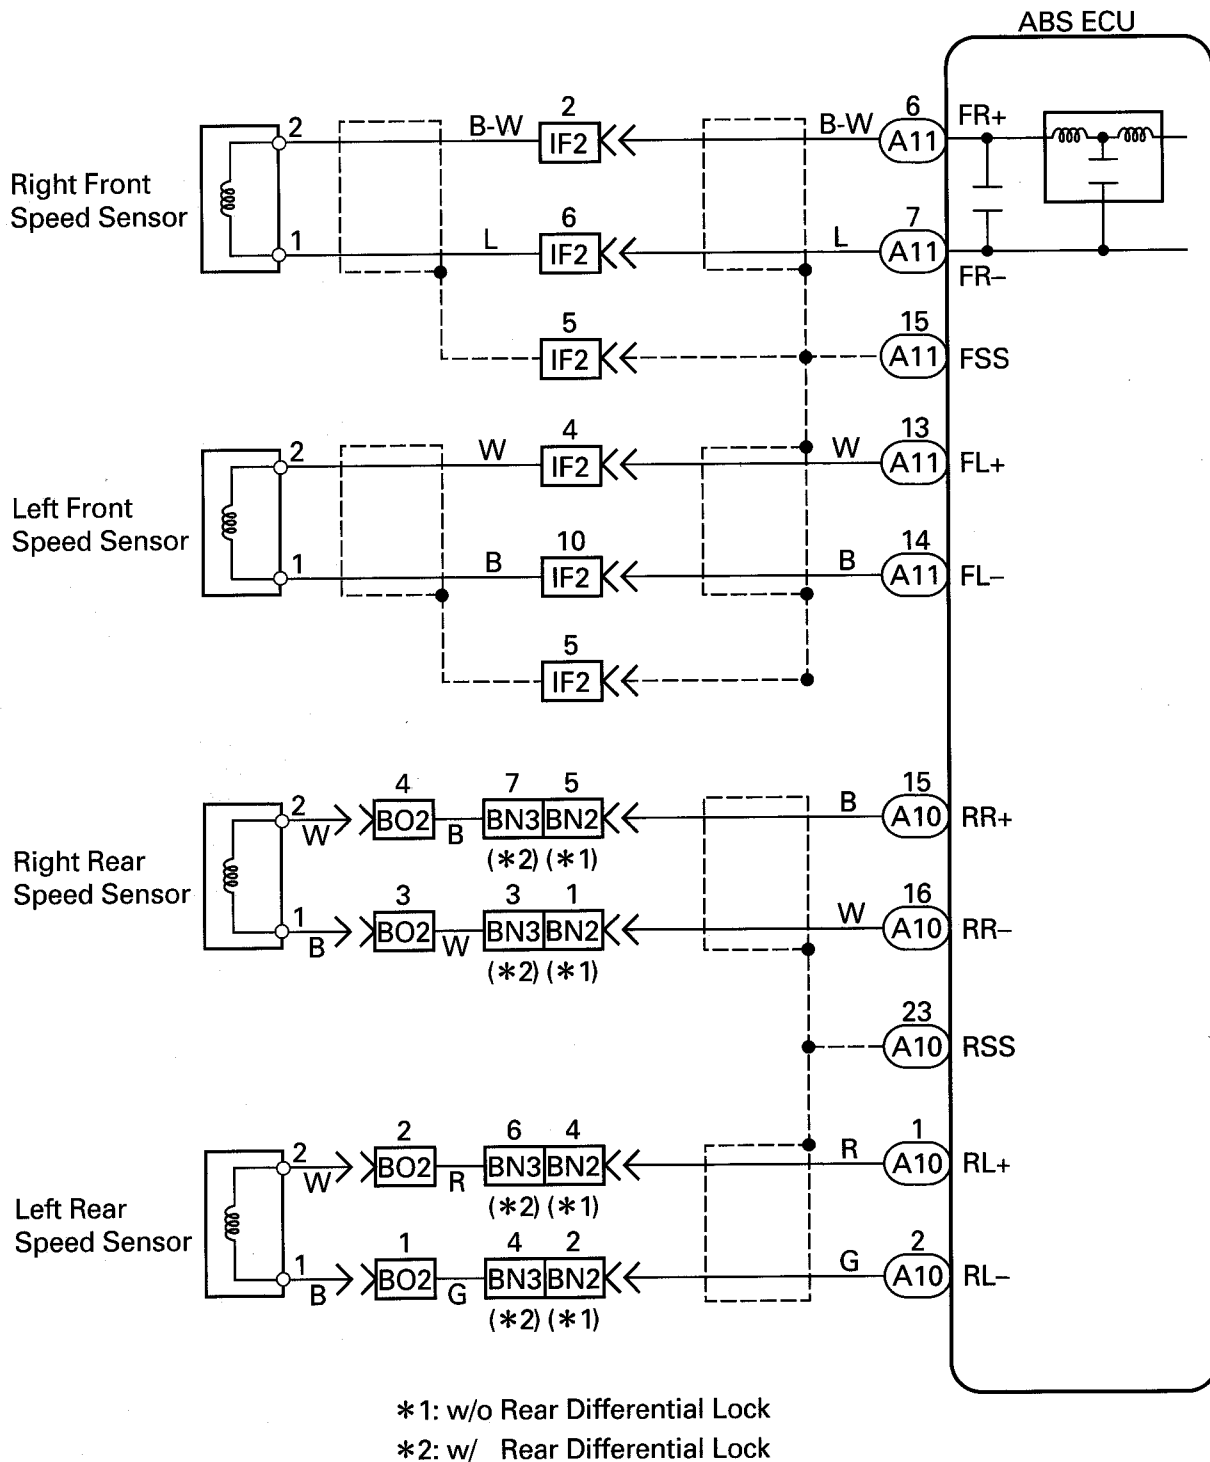 ABS ECU
2 B-W 2 B-W 6 FR+
IF2 A11
Right Front
Speed Sensor
1 L 6 L 7
IF2 A11
FR–
5 15
IF2 A11 FSS
2 W 4 W 13
IF2 A11 FL+
Left Front
Speed Sensor
1 B 10 B 14
IF2 A11 FL–
5
IF2
2 4 7 5 B 15
W BO2 B BN3 BN2 A10 RR+
(*2) (*1)
Right Rear
Speed Sensor
1 3 3 1 W 16
B BO2 W BN3 BN2 A10 RR–
(*2) (*1)
23
A10 RSS
2 2 6 4 R 1
W BO2 R BN3 BN2 A10 RL+
(*2) (*1)
Left Rear
Speed Sensor
1 1 4 2 G 2
B BO2 G BN3 BN2 A10 RL–
(*2) (*1)
*1: w/o Rear Differential Lock
*2: w/ Rear Differential Lock